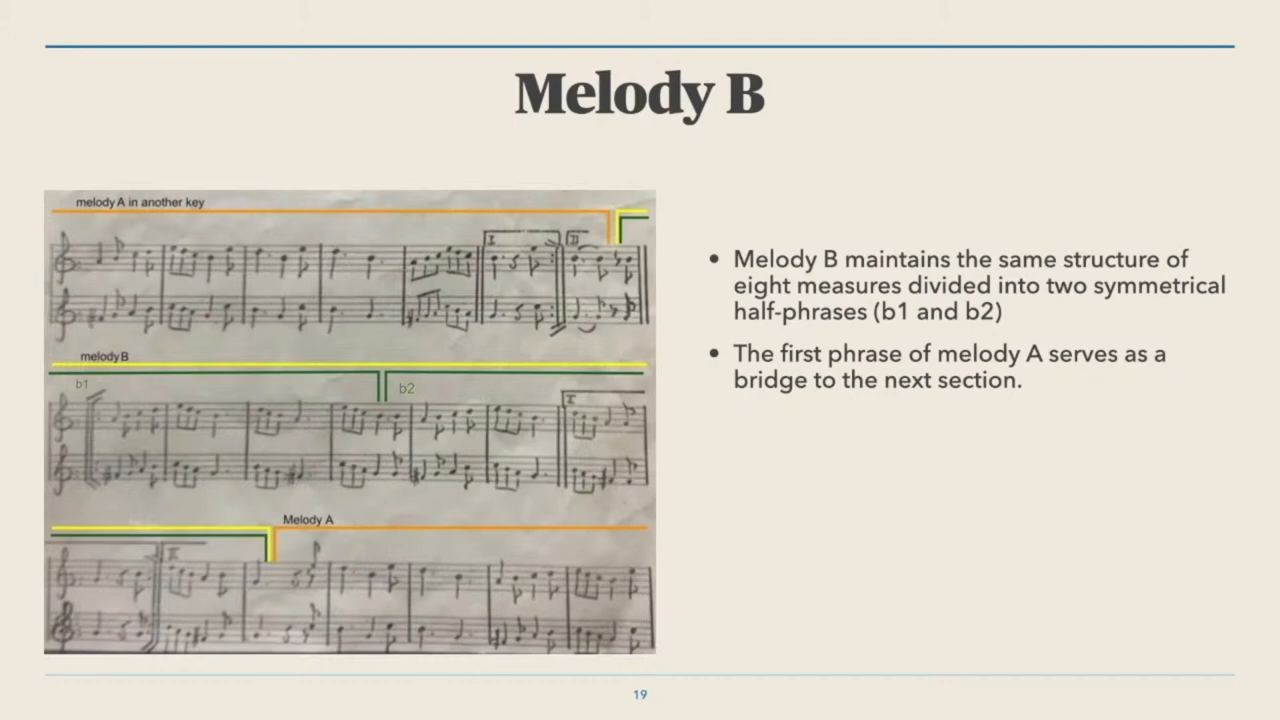 Melody B
melody A in another key
I
II
melody B
b1
b2
I
Melody A
II
• Melody B maintains the same structure of
eight measures divided into two symmetrical
half-phrases (b1 and b2)
• The first phrase of melody A serves as a
bridge to the next section.
19